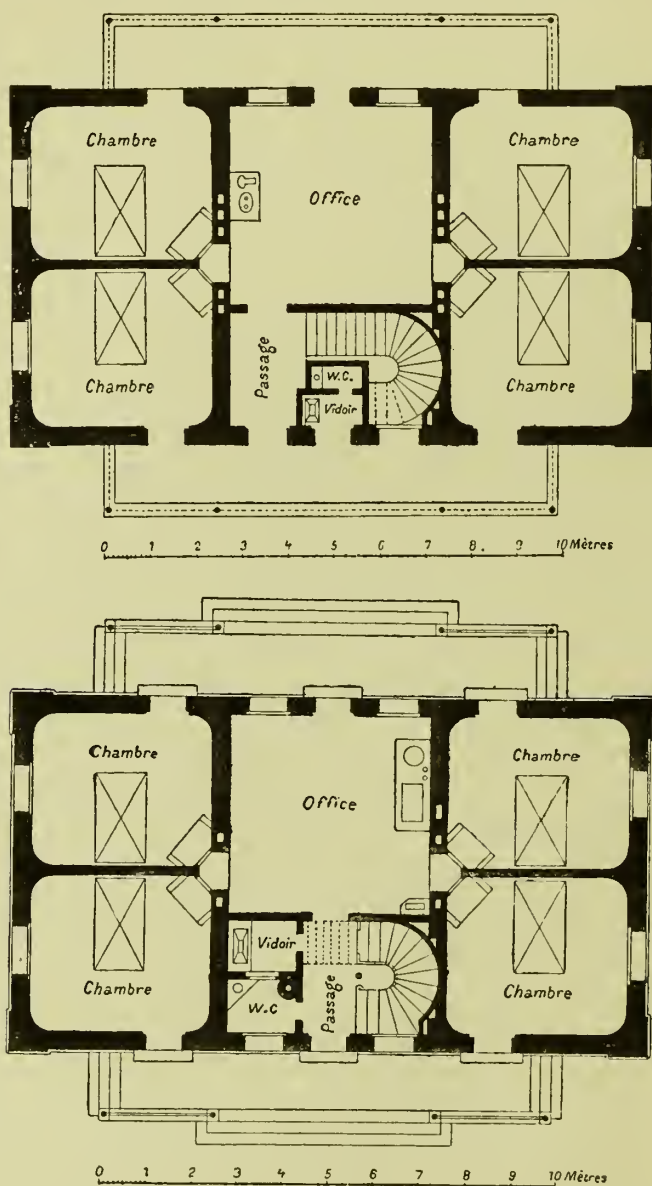 Chambre
Chambre
Office
Chambre
Chambre
Passage
W.C.
Vidoir
0 1 2 3 4 5 6 7 8. 9 10 Mètres
Chambre
Chambre
Office
Vidoir
Chambre
Chambre
W.C
Passage
0 1 2 3 4 5 6 7 8 9 10 Mètres